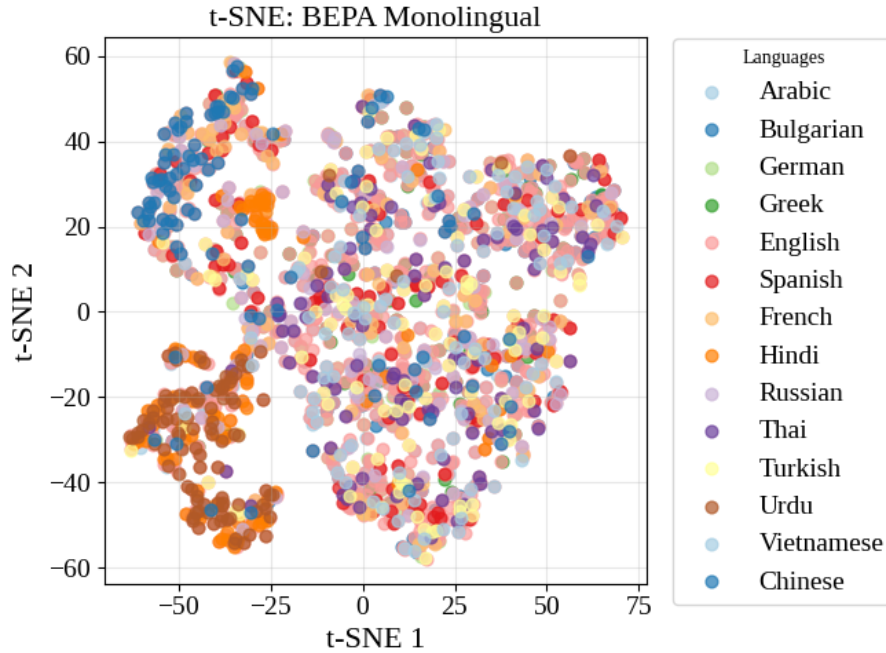 t-SNE: BEPA Monolingual
60
40
20
0
−20
−40
−60
t-SNE 2
−50
−25
0
25
50
75
t-SNE 1
Languages
Arabic
Bulgarian
German
Greek
English
Spanish
French
Hindi
Russian
Thai
Turkish
Urdu
Vietnamese
Chinese